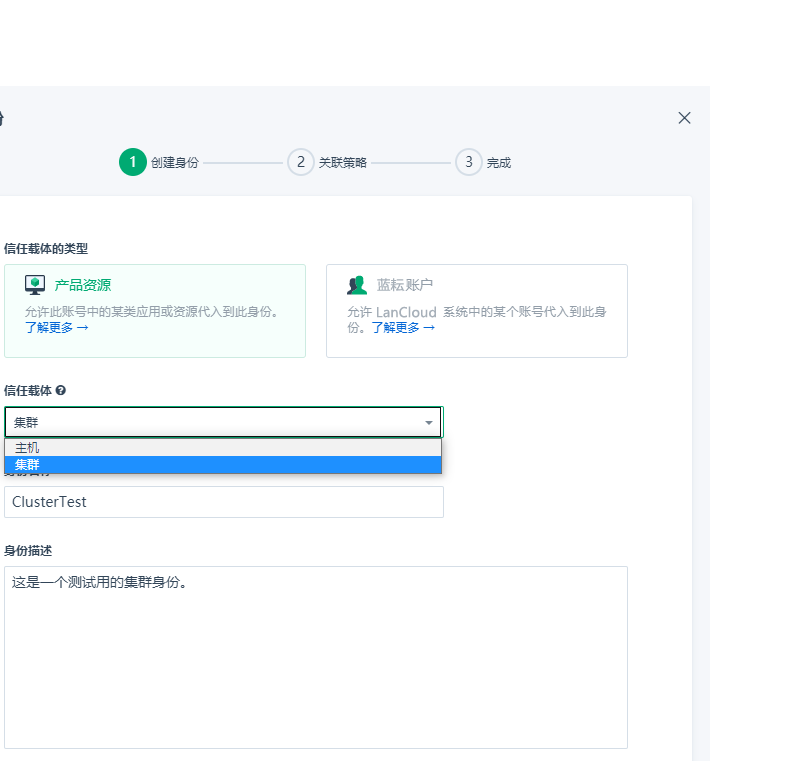 1 创建身份 2 关联策略 3 完成
信任载体的类型
产品资源
允许此账号中的某类应用或资源代入到此身份。
了解更多 →
蓝耘账户
允许 LanCloud 系统中的某个账号代入到此身
份。了解更多 →
信任载体
集群
主机
集群
ClusterTest
身份描述
这是一个测试用的集群身份。